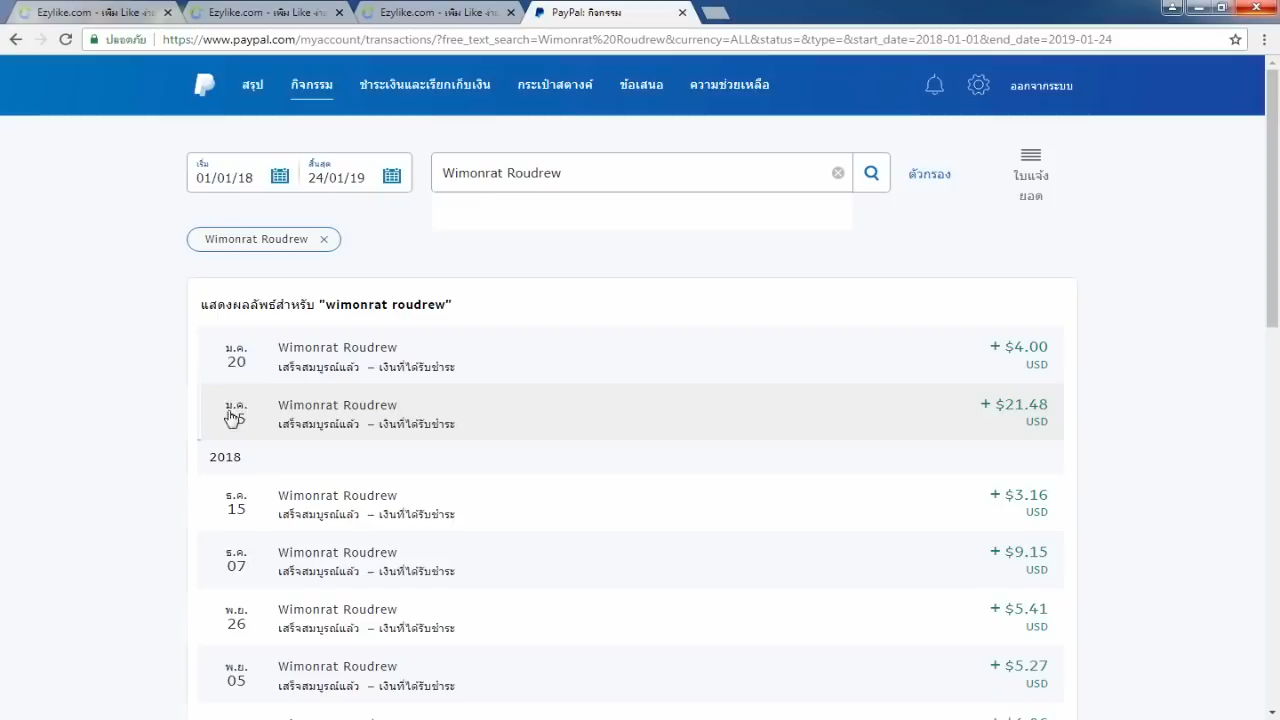 Ezylike.com - เพิ่ม Like งาน
Ezylike.com - เพิ่ม Like งาน
Ezylike.com - เพิ่ม Like งาน
PayPal: กิจกรรม
ปลอดภัย
https://www.paypal.com/myaccount/transactions/?free_text_search=Wimonrat%20Roudrew&currency=ALL&status=&type=&start_date=2018-01-01&end_date=2019-01-24
สรุป
กิจกรรม
ชำระเงินและเรียกเก็บเงิน
กระเป๋าสตางค์
ข้อเสนอ
ความช่วยเหลือ
ออกจากระบบ
เริ่ม
01/01/18
สิ้นสุด
24/01/19
Wimonrat Roudrew
ตัวกรอง
ใบแจ้ง
ยอด
Wimonrat Roudrew
แสดงผลลัพธ์สำหรับ "wimonrat roudrew"
ม.ค.
20
Wimonrat Roudrew
เสร็จสมบูรณ์แล้ว – เงินที่ได้รับชำระ
+ $4.00
USD
ม.ค.
Wimonrat Roudrew
เสร็จสมบูรณ์แล้ว – เงินที่ได้รับชำระ
+ $21.48
USD
2018
ธ.ค.
15
Wimonrat Roudrew
เสร็จสมบูรณ์แล้ว – เงินที่ได้รับชำระ
+ $3.16
USD
ธ.ค.
07
Wimonrat Roudrew
เสร็จสมบูรณ์แล้ว – เงินที่ได้รับชำระ
+ $9.15
USD
พ.ย.
26
Wimonrat Roudrew
เสร็จสมบูรณ์แล้ว – เงินที่ได้รับชำระ
+ $5.41
USD
พ.ย.
05
Wimonrat Roudrew
เสร็จสมบูรณ์แล้ว – เงินที่ได้รับชำระ
+ $5.27
USD